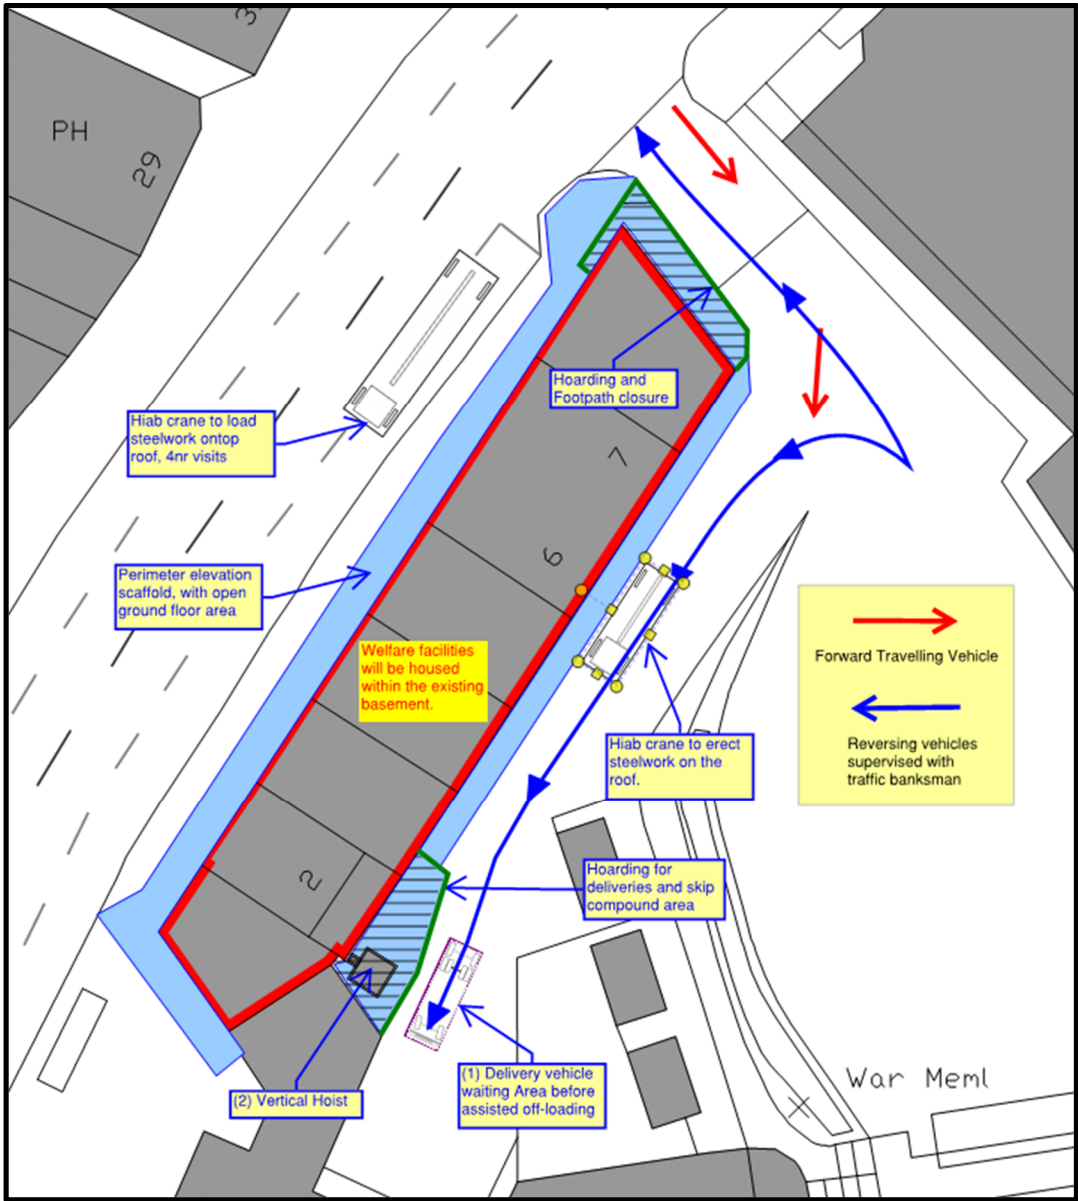 PH
29
Hoarding and
Footpath closure
Hiab crane to load
steelwork ontop
roof, 4nr visits
7
6
Perimeter elevation
scaffold, with open
ground floor area
Welfare facilities
will be housed
within the existing
basement.
Forward Travelling Vehicle
Reversing vehicles
supervised with
traffic banksman
Hiab crane to erect
steelwork on the
roof.
2
Hoarding for
deliveries and skip
compound area
(1) Delivery vehicle
waiting Area before
assisted off-loading
(2) Vertical Hoist
War Meml